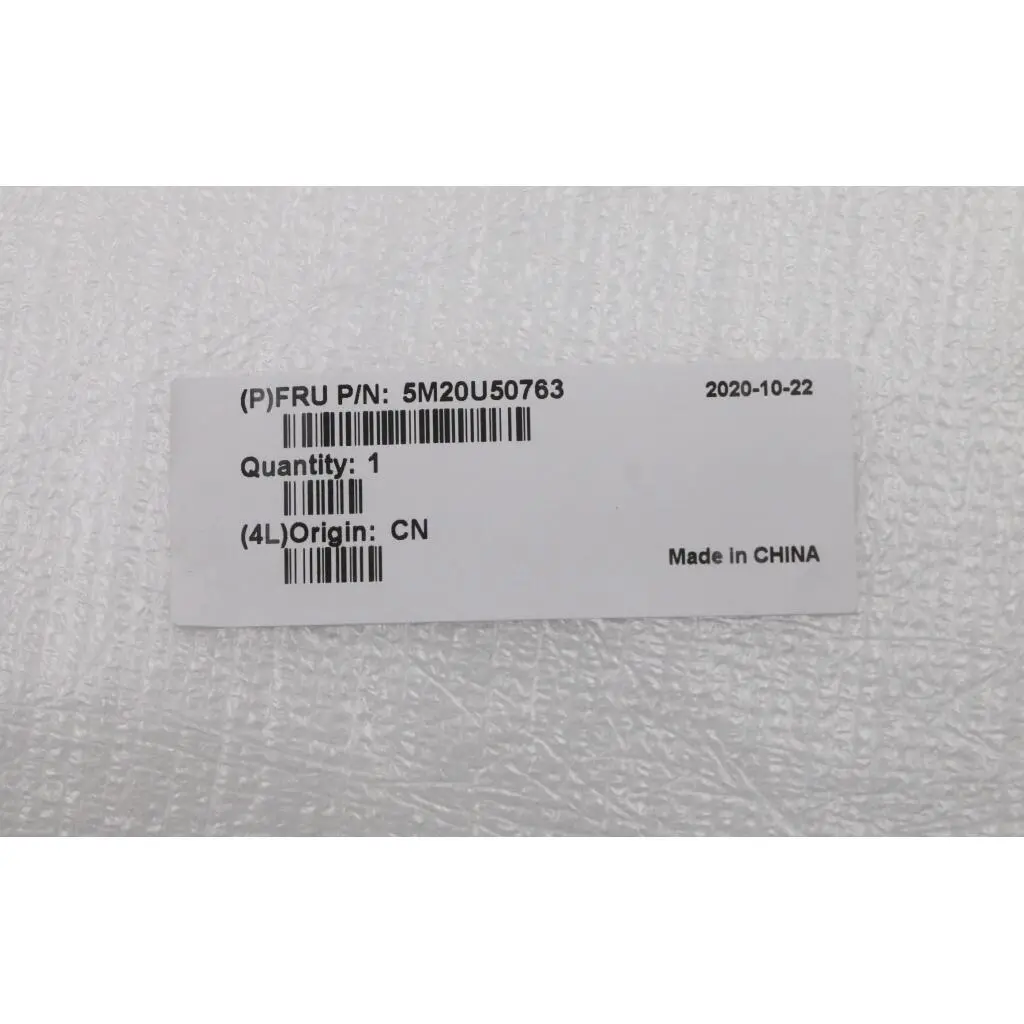 (P)FRU P/N: 5M20U50763
2020-10-22
Quantity: 1
(4L)Origin: CN
Made in CHINA